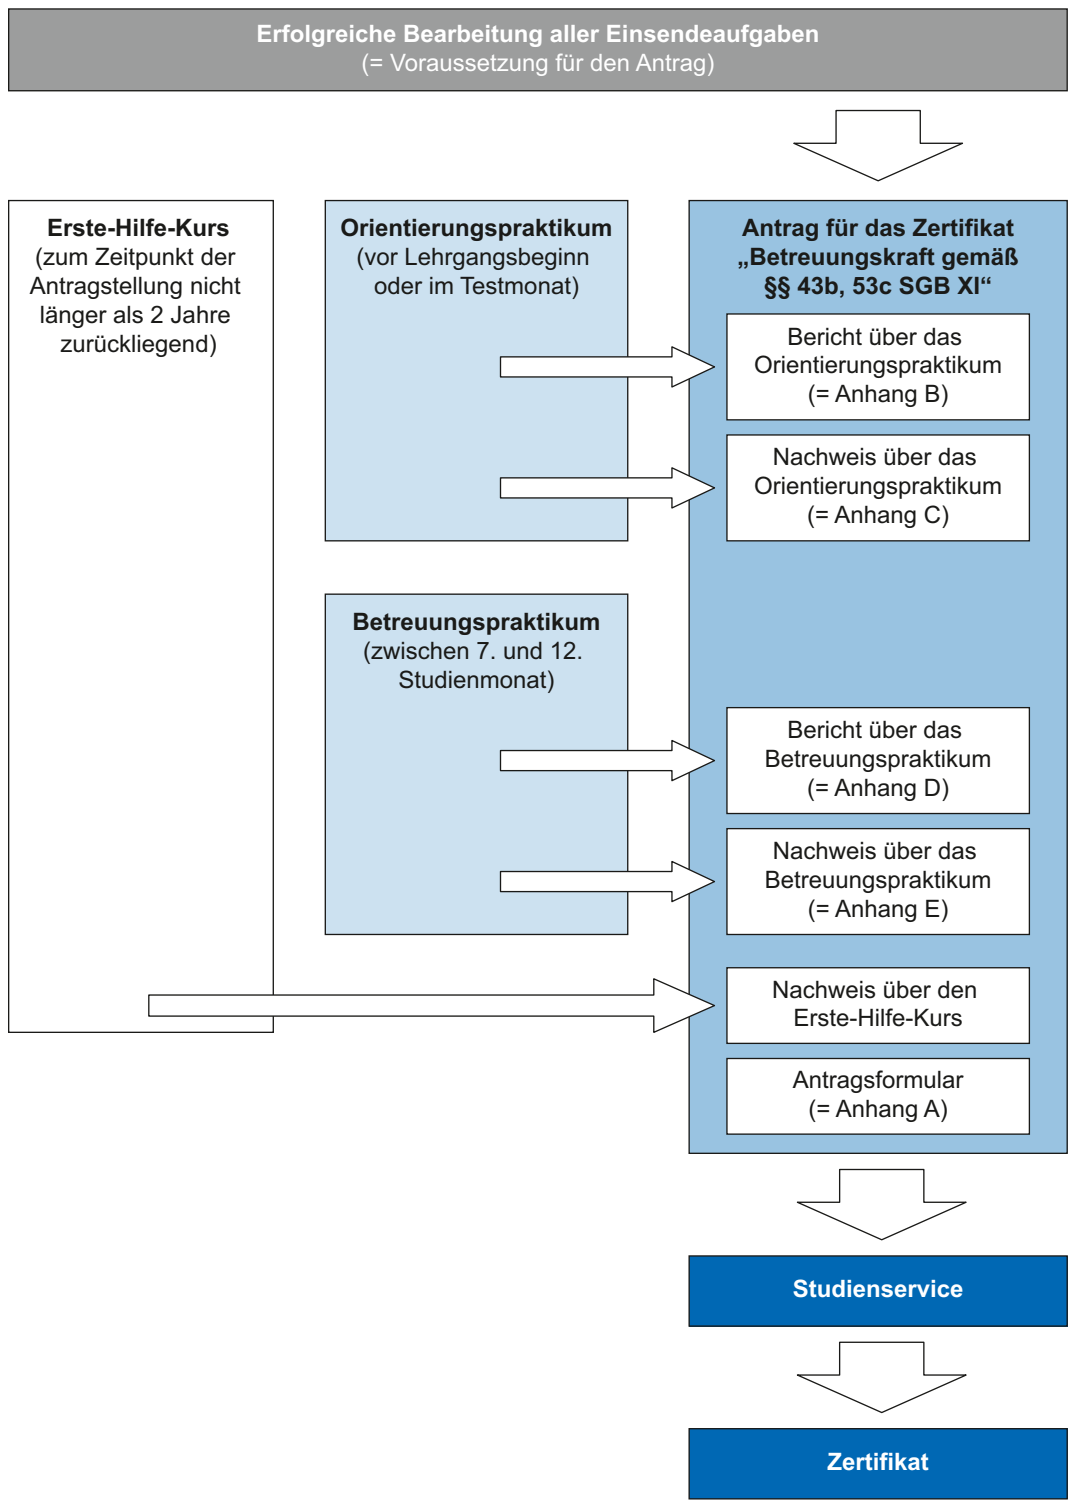 Erfolgreiche Bearbeitung aller Einsendeaufgaben
(= Voraussetzung für den Antrag)
Erste-Hilfe-Kurs
(zum Zeitpunkt der
Antragstellung nicht
länger als 2 Jahre
zurückliegend)
Orientierungspraktikum
(vor Lehrgangsbeginn
oder im Testmonat)
Antrag für das Zertifikat
„Betreuungskraft gemäß
§§ 43b, 53c SGB XI“
Bericht über das
Orientierungspraktikum
(= Anhang B)
Nachweis über das
Orientierungspraktikum
(= Anhang C)
Betreuungspraktikum
(zwischen 7. und 12.
Studienmonat)
Bericht über das
Betreuungspraktikum
(= Anhang D)
Nachweis über das
Betreuungspraktikum
(= Anhang E)
Nachweis über den
Erste-Hilfe-Kurs
Antragsformular
(= Anhang A)
Studienservice
Zertifikat